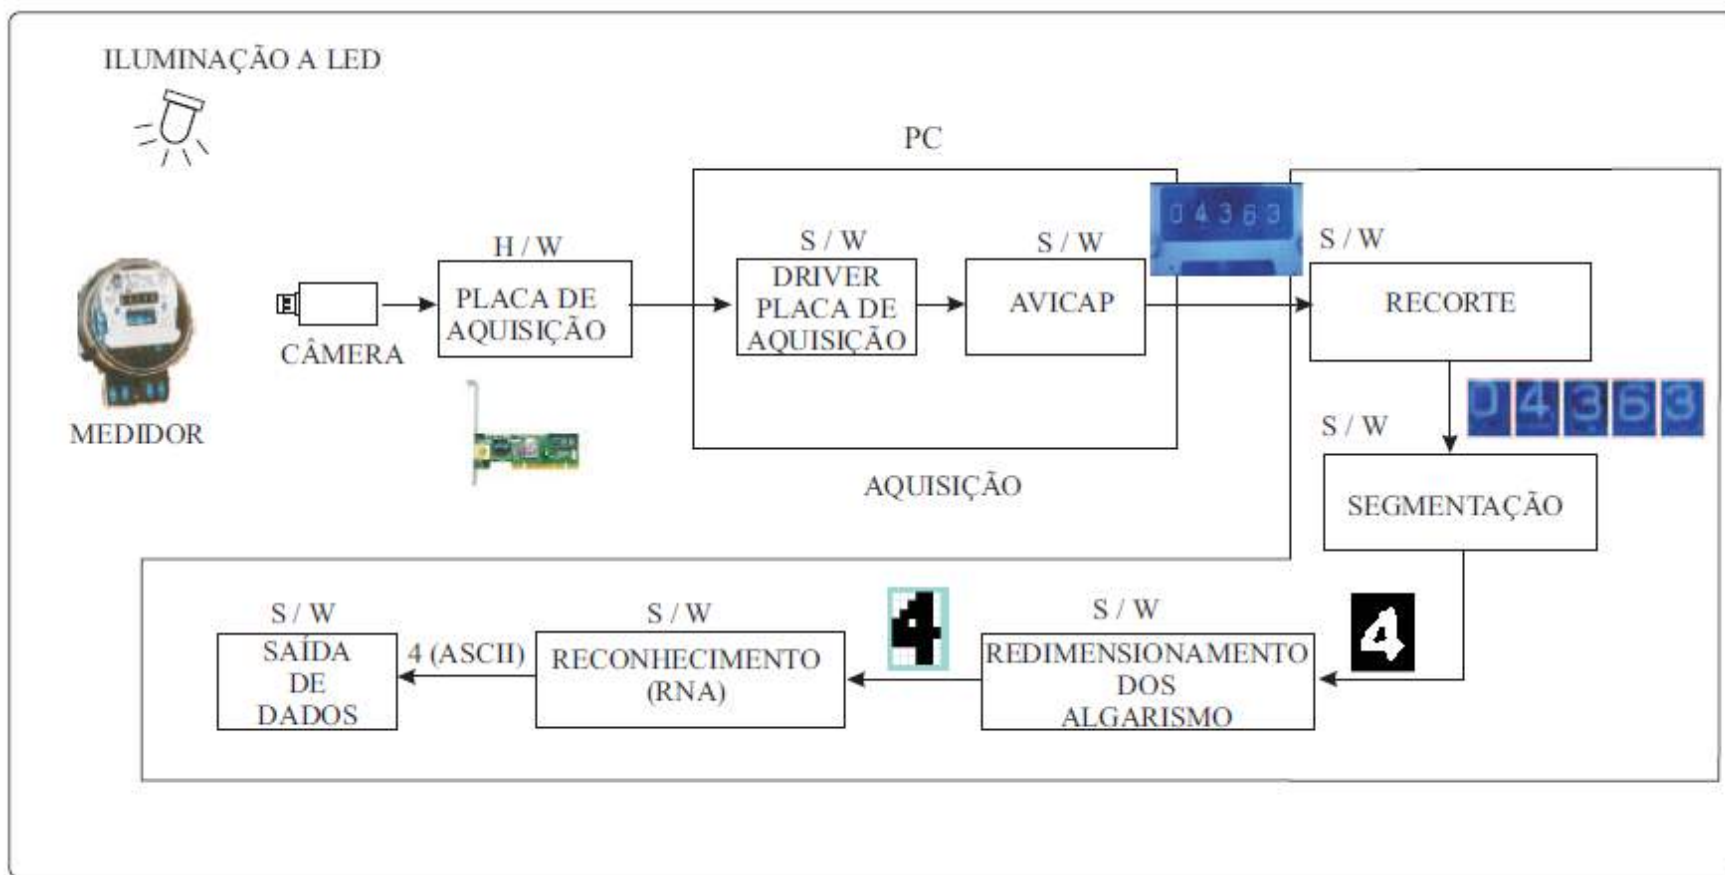 ILUMINAÇÃO A LED
PC
H / W
S / W
S / W
S / W
04363
PLACA DE
AQUISIÇÃO
DRIVER
PLACA DE
AQUISIÇÃO
AVICAP
RECORTE
CÂMERA
MEDIDOR
04363
S / W
AQUISIÇÃO
SEGMENTAÇÃO
S / W
S / W
S / W
4
4
SAÍDA
DE
DADOS
4 (ASCII)
RECONHECIMENTO
(RNA)
REDIMENSIONAMENTO
DOS
ALGARISMO